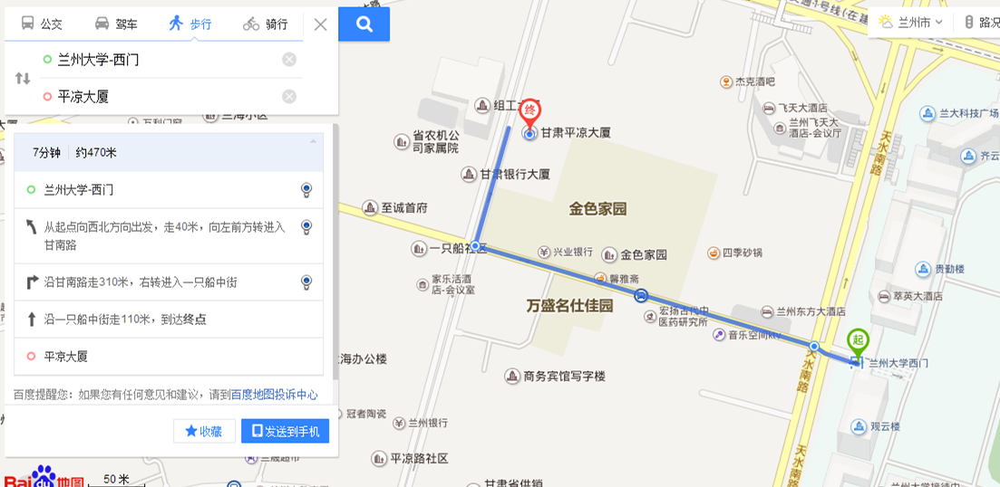 公交 驾车 步行 骑行
兰州大学-西门
平凉大厦
兰州市
路况
7分钟 约470米
兰州大学-西门
从起点向西北方向出发，走40米，向左前方转进入
甘南路
沿甘南路走310米，右转进入一只船中街
沿一只船中街走110米，到达终点
平凉大厦
百度提醒您：如果您有任何意见和建议，请到百度地图投诉中心
收藏
发送到手机
Bai du 地图
50 米
杰克酒吧
飞天大酒店
兰州飞天大
酒店-会议厅
兰大科技广场
天水南路
齐云
终
甘肃平凉大厦
省农机公
司家属院
甘肃银行大厦
至诚首府
金色家园
一只船社区
兴业银行
金色家园
四季砂锅
贵勤楼
家乐活酒
店-会议室
馨雅斋
萃英大酒店
万盛名仕佳园
宏扬古代中
医药研究所
兰州东方大酒店
音乐空间ktv
起
兰州大学西门
天水南路
海办公楼
商务宾馆写字楼
冠者陶瓷
兰州银行
观云楼
平凉路社区
天水南路
甘肃省供销